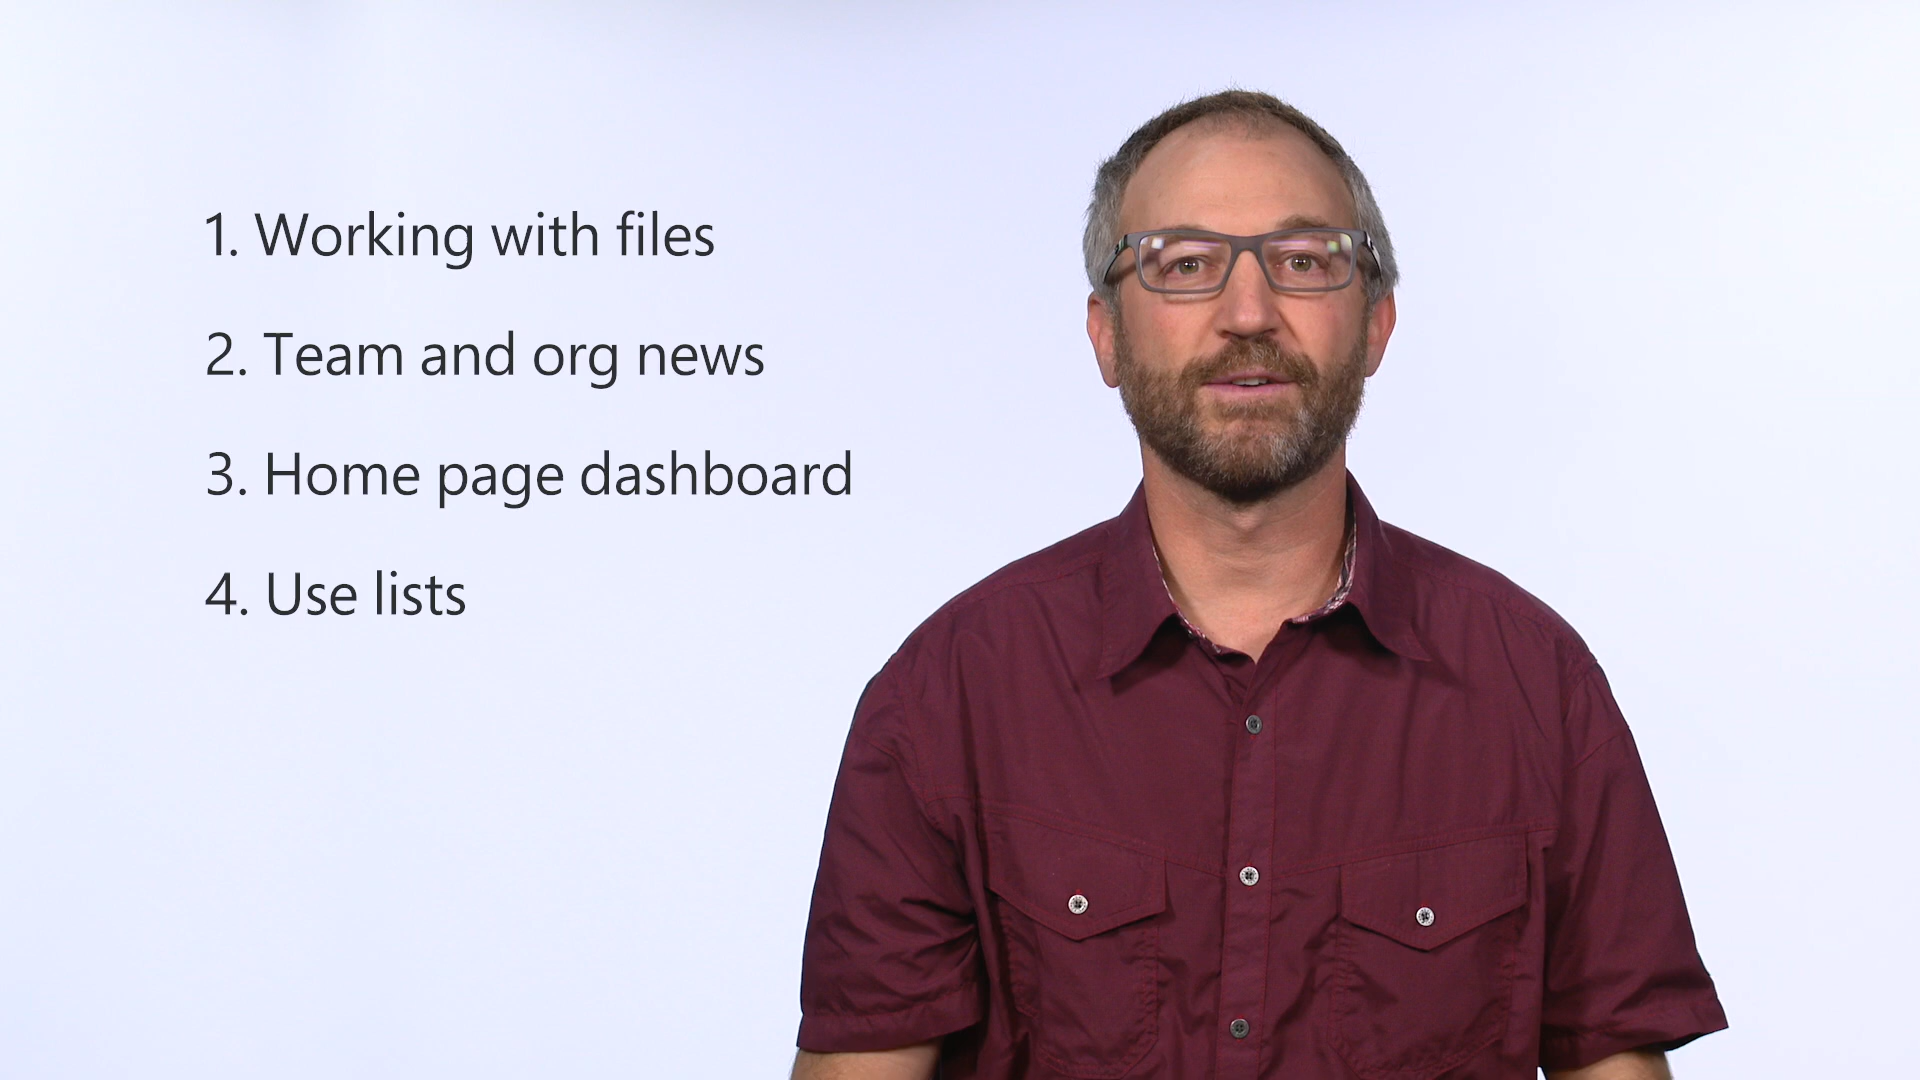 1. Working with files
2. Team and org news
3. Home page dashboard
4. Use lists